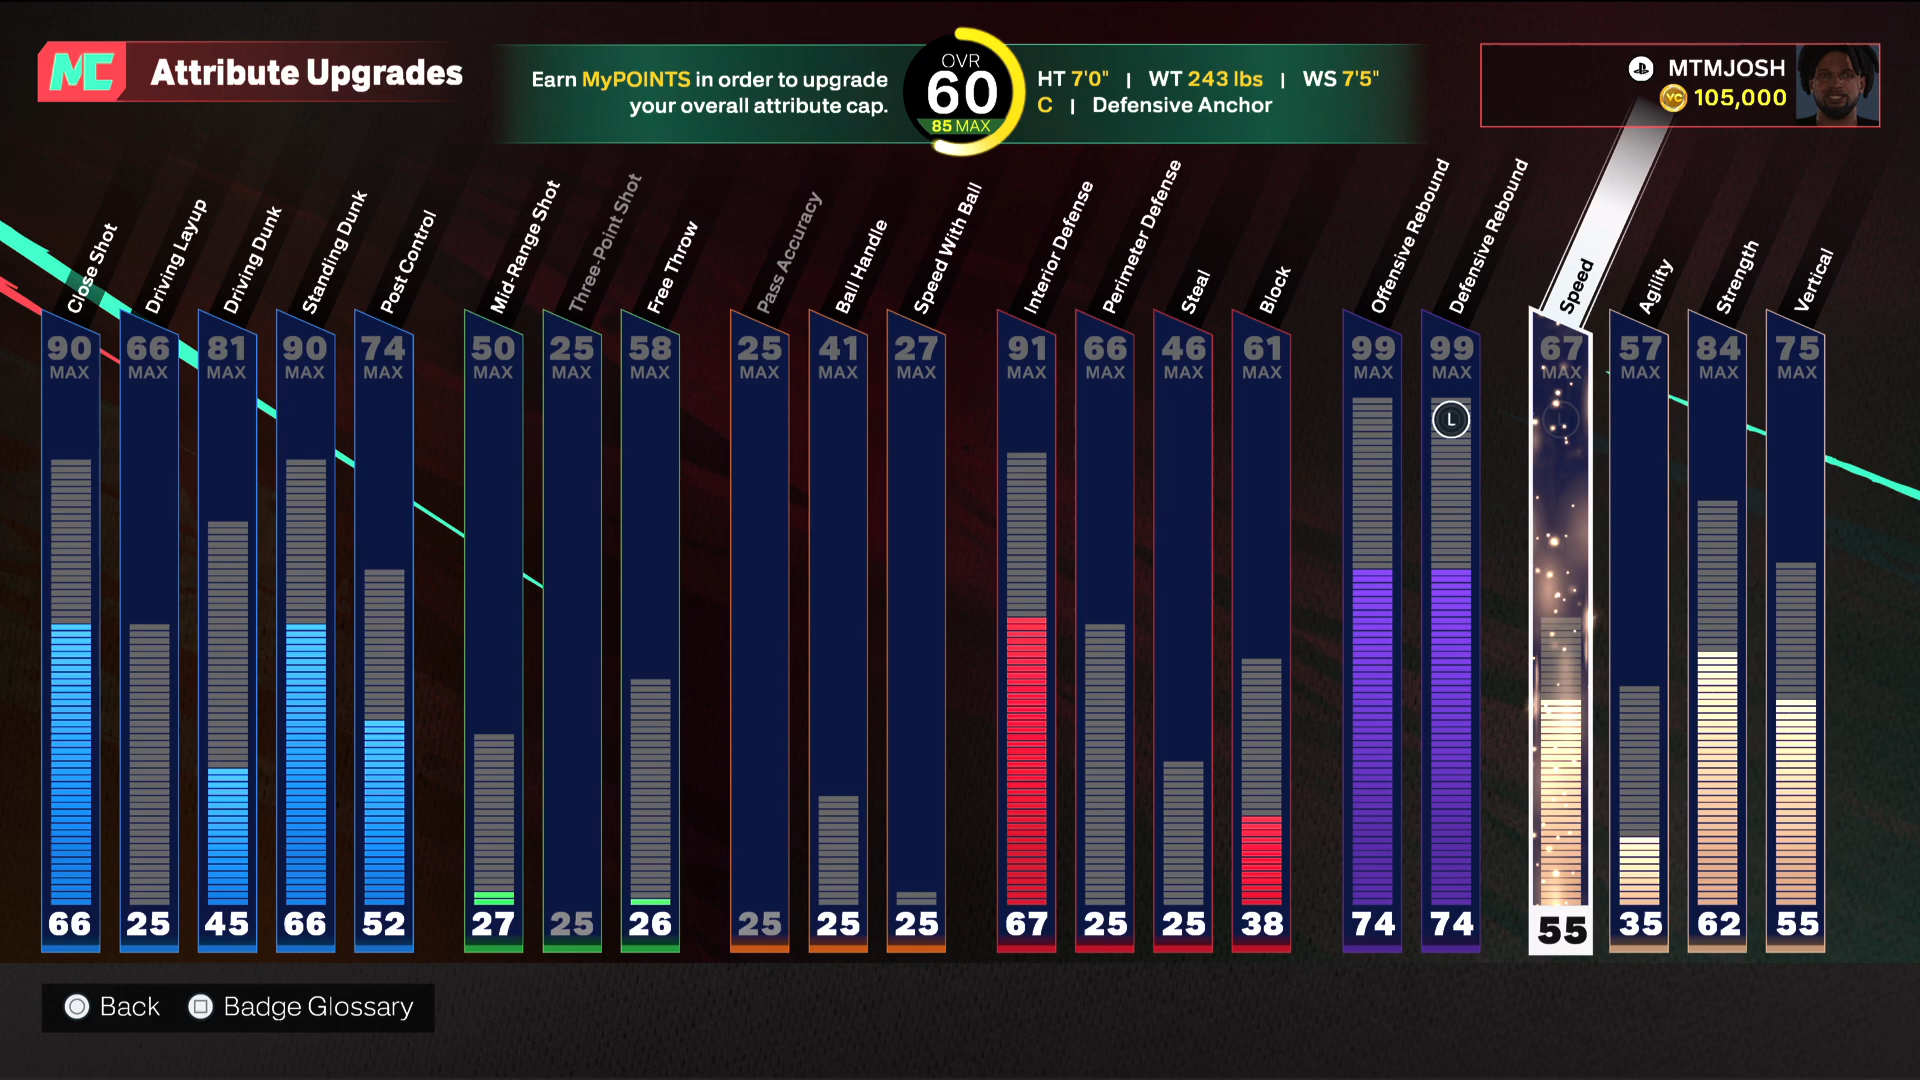 MC Attribute Upgrades
Earn MyPOINTS in order to upgrade
your overall attribute cap.
OVR
60
85 MAX
HT 7'0" | WT 243 lbs | WS 7'5"
C | Defensive Anchor
MTMJOSH
VC 105,000
Close Shot
Driving Layup
Driving Dunk
Standing Dunk
Post Control
Mid-Range Shot
Three-Point Shot
Free Throw
Pass Accuracy
Ball Handle
Speed With Ball
Interior Defense
Perimeter Defense
Steal
Block
Offensive Rebound
Defensive Rebound
Speed
Agility
Strength
Vertical
90 66 81 90 74 50 25 58 25 41 27 91 66 46 61 99 99 67 57 84 75
MAX MAX MAX MAX MAX MAX MAX MAX MAX MAX MAX MAX MAX MAX MAX MAX MAX MAX MAX MAX MAX
L L
66 25 45 66 52 27 25 26 25 25 25 67 25 25 38 74 74 55 35 62 55
Back Badge Glossary